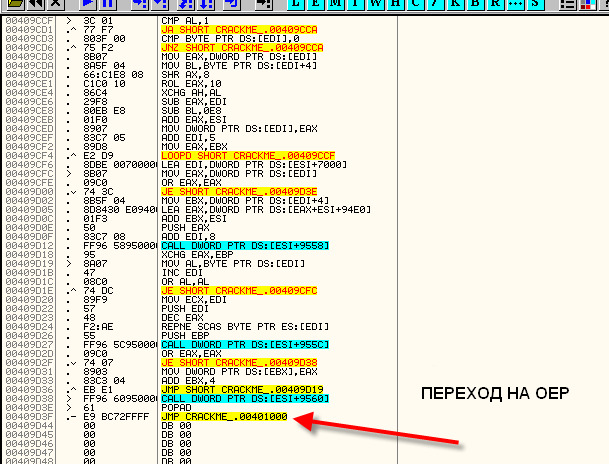 L E M T W H C / K B R ... S
00409CCF > 3C 01 CMP AL,1
00409CD1 .^ 77 F7 JA SHORT CRACKME_.00409CCA
00409CD3 . 803F 00 CMP BYTE PTR DS:[EDI],0
00409CD6 .^ 75 F2 JNZ SHORT CRACKME_.00409CCA
00409CD8 . 8B07 MOV EAX,DWORD PTR DS:[EDI]
00409CDA . 8A5F 04 MOV BL,BYTE PTR DS:[EDI+4]
00409CDD . 66:C1E8 08 SHR AX,8
00409CE1 . C1C0 10 ROL EAX,10
00409CE4 . 86C4 XCHG AH,AL
00409CE6 . 29F8 SUB EAX,EDI
00409CE8 . 80EB E8 SUB BL,0E8
00409CEB . 01F0 ADD EAX,ESI
00409CED . 8907 MOV DWORD PTR DS:[EDI],EAX
00409CEF . 83C7 05 ADD EDI,5
00409CF2 . 89D8 MOV EAX,EBX
00409CF4 .^ E2 D9 LOOPD SHORT CRACKME_.00409CCF
00409CF6 . 8DBE 00700000 LEA EDI,DWORD PTR DS:[ESI+7000]
00409CFC > 8B07 MOV EAX,DWORD PTR DS:[EDI]
00409CFE . 09C0 OR EAX,EAX
00409D00 .v 74 3C JE SHORT CRACKME_.00409D3E
00409D02 . 8B5F 04 MOV EBX,DWORD PTR DS:[EDI+4]
00409D05 . 8D8430 E09400 LEA EAX,DWORD PTR DS:[EAX+ESI+94E0]
00409D0C . 01F3 ADD EBX,ESI
00409D0E . 50 PUSH EAX
00409D0F . 83C7 08 ADD EDI,8
00409D12 . FF96 58950000 CALL DWORD PTR DS:[ESI+9558]
00409D18 . 95 XCHG EAX,EBP
00409D19 > 8A07 MOV AL,BYTE PTR DS:[EDI]
00409D1B . 47 INC EDI
00409D1C . 08C0 OR AL,AL
00409D1E .^ 74 DC JE SHORT CRACKME_.00409CFC
00409D20 . 89F9 MOV ECX,EDI
00409D22 . 57 PUSH EDI
00409D23 . 48 DEC EAX
00409D24 . F2:AE REPNE SCAS BYTE PTR ES:[EDI]
00409D26 . 55 PUSH EBP
00409D27 . FF96 5C950000 CALL DWORD PTR DS:[ESI+955C]
00409D2D . 09C0 OR EAX,EAX
00409D2F .v 74 07 JE SHORT CRACKME_.00409D38
00409D31 . 8903 MOV DWORD PTR DS:[EBX],EAX
00409D33 . 83C3 04 ADD EBX,4
00409D36 .^ EB E1 JMP SHORT CRACKME_.00409D19
00409D38 > FF96 60950000 CALL DWORD PTR DS:[ESI+9560]
00409D3E > 61 POPAD
00409D3F .- E9 BC72FFFF JMP CRACKME_.00401000
00409D44 00 DB 00
00409D45 00 DB 00
00409D46 00 DB 00
00409D47 00 DB 00
00409D48 00 DB 00
ПЕРЕХОД НА OEP